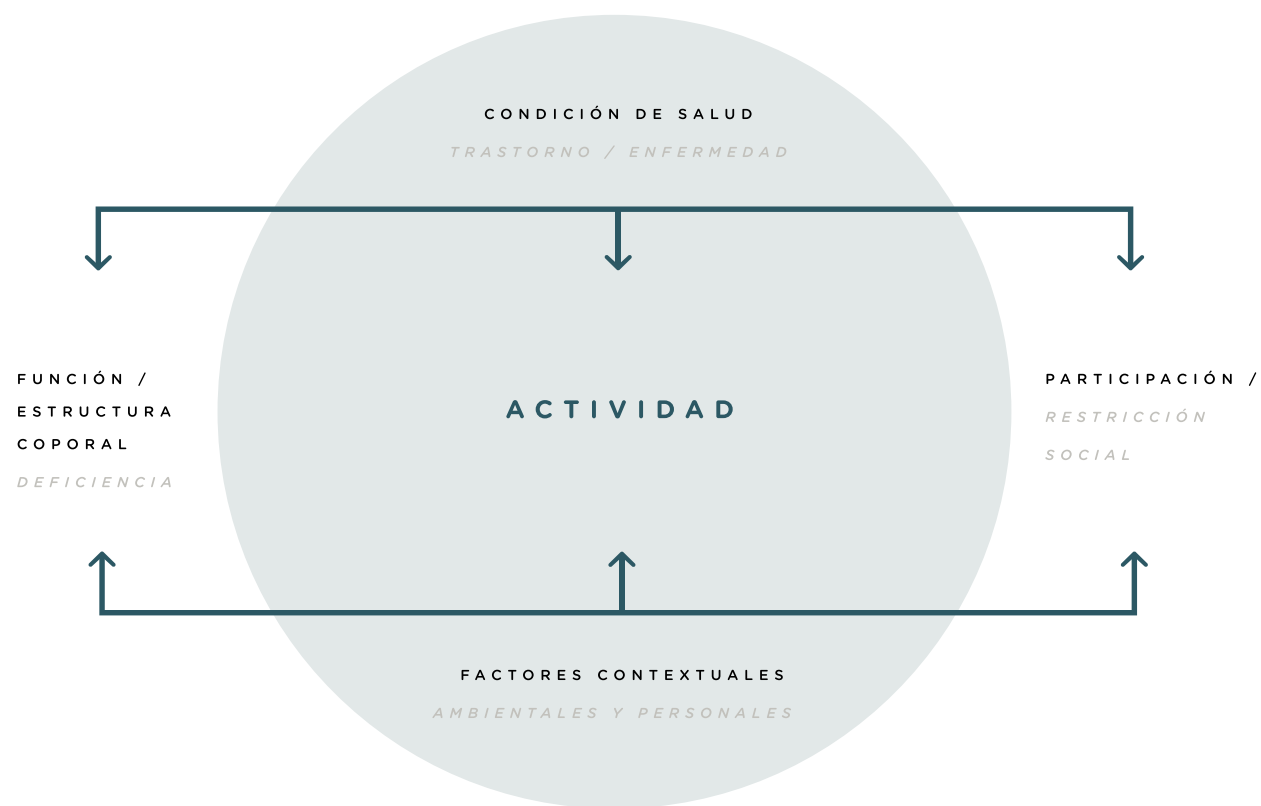 CONDICIÓN DE SALUD
TRASTORNO / ENFERMEDAD
FUNCIÓN /
ESTRUCTURA
COPORAL
DEFICIENCIA
ACTIVIDAD
PARTICIPACIÓN /
RESTRICCIÓN
SOCIAL
FACTORES CONTEXTUALES
AMBIENTALES Y PERSONALES